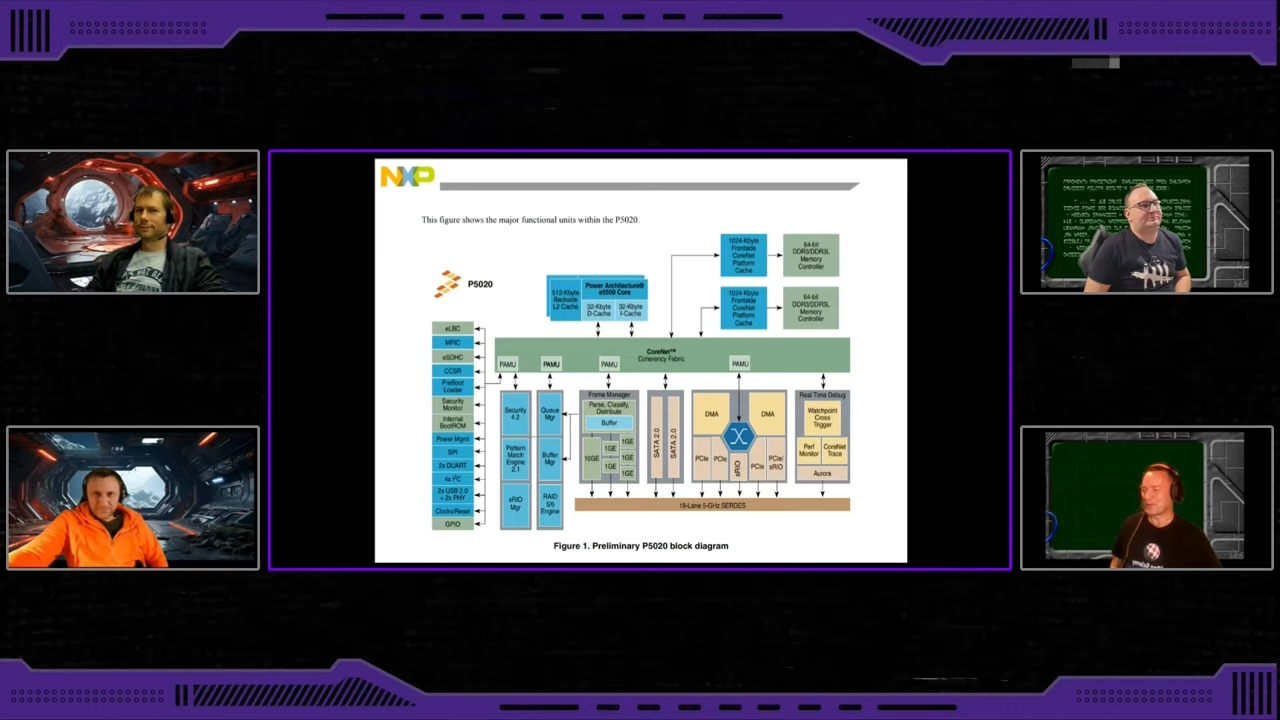 NXP
This figure shows the major functional units within the P5020.
P5020
512-Kbyte
Backside
L2 Cache
Power Architecture®
e5500 Core
32-Kbyte
D-Cache
32-Kbyte
I-Cache
1024-Kbyte
Frontside
CoreNet
Platform
Cache
64-bit
DDR3/DDR3L
Memory
Controller
1024-Kbyte
Frontside
CoreNet
Platform
Cache
64-bit
DDR3/DDR3L
Memory
Controller
eLBC
MPIC
eSDHC
CCSR
PreBoot
Loader
Security
Monitor
Internal
BootROM
Power Mgmt
SPI
2x DUART
4x I²C
2x USB 2.0
+ 2x PHY
Clocks/Reset
GPIO
CoreNet™
Coherency Fabric
PAMU
PAMU
PAMU
PAMU
Security
4.2
Pattern
Match
Engine
2.1
sRIO
Mgr
Queue
Mgr
Buffer
Mgr
RAID
5/6
Engine
Frame Manager
Parse, Classify,
Distribute
Buffer
10GE
1GE
1GE
1GE
1GE
1GE
SATA 2.0
SATA 2.0
DMA
DMA
PCIe
PCIe
sRIO
PCIe
PCIe/
sRIO
Real Time Debug
Watchpoint
Cross
Trigger
Perf
Monitor
CoreNet
Trace
Aurora
18-Lane 5-GHz SERDES
Figure 1. Preliminary P5020 block diagram